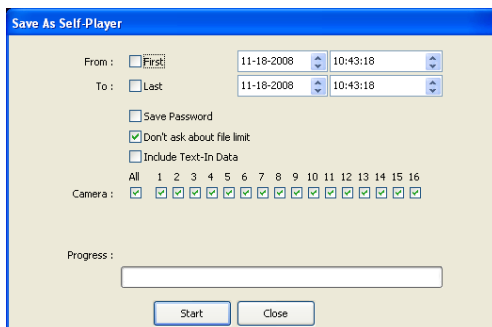 Save As Self-Player
From : First 11-18-2008 10:43:18
To : Last 11-18-2008 10:43:18
Save Password
Don't ask about file limit
Include Text-In Data
All 1 2 3 4 5 6 7 8 9 10 11 12 13 14 15 16
Camera :
Progress :
Start Close